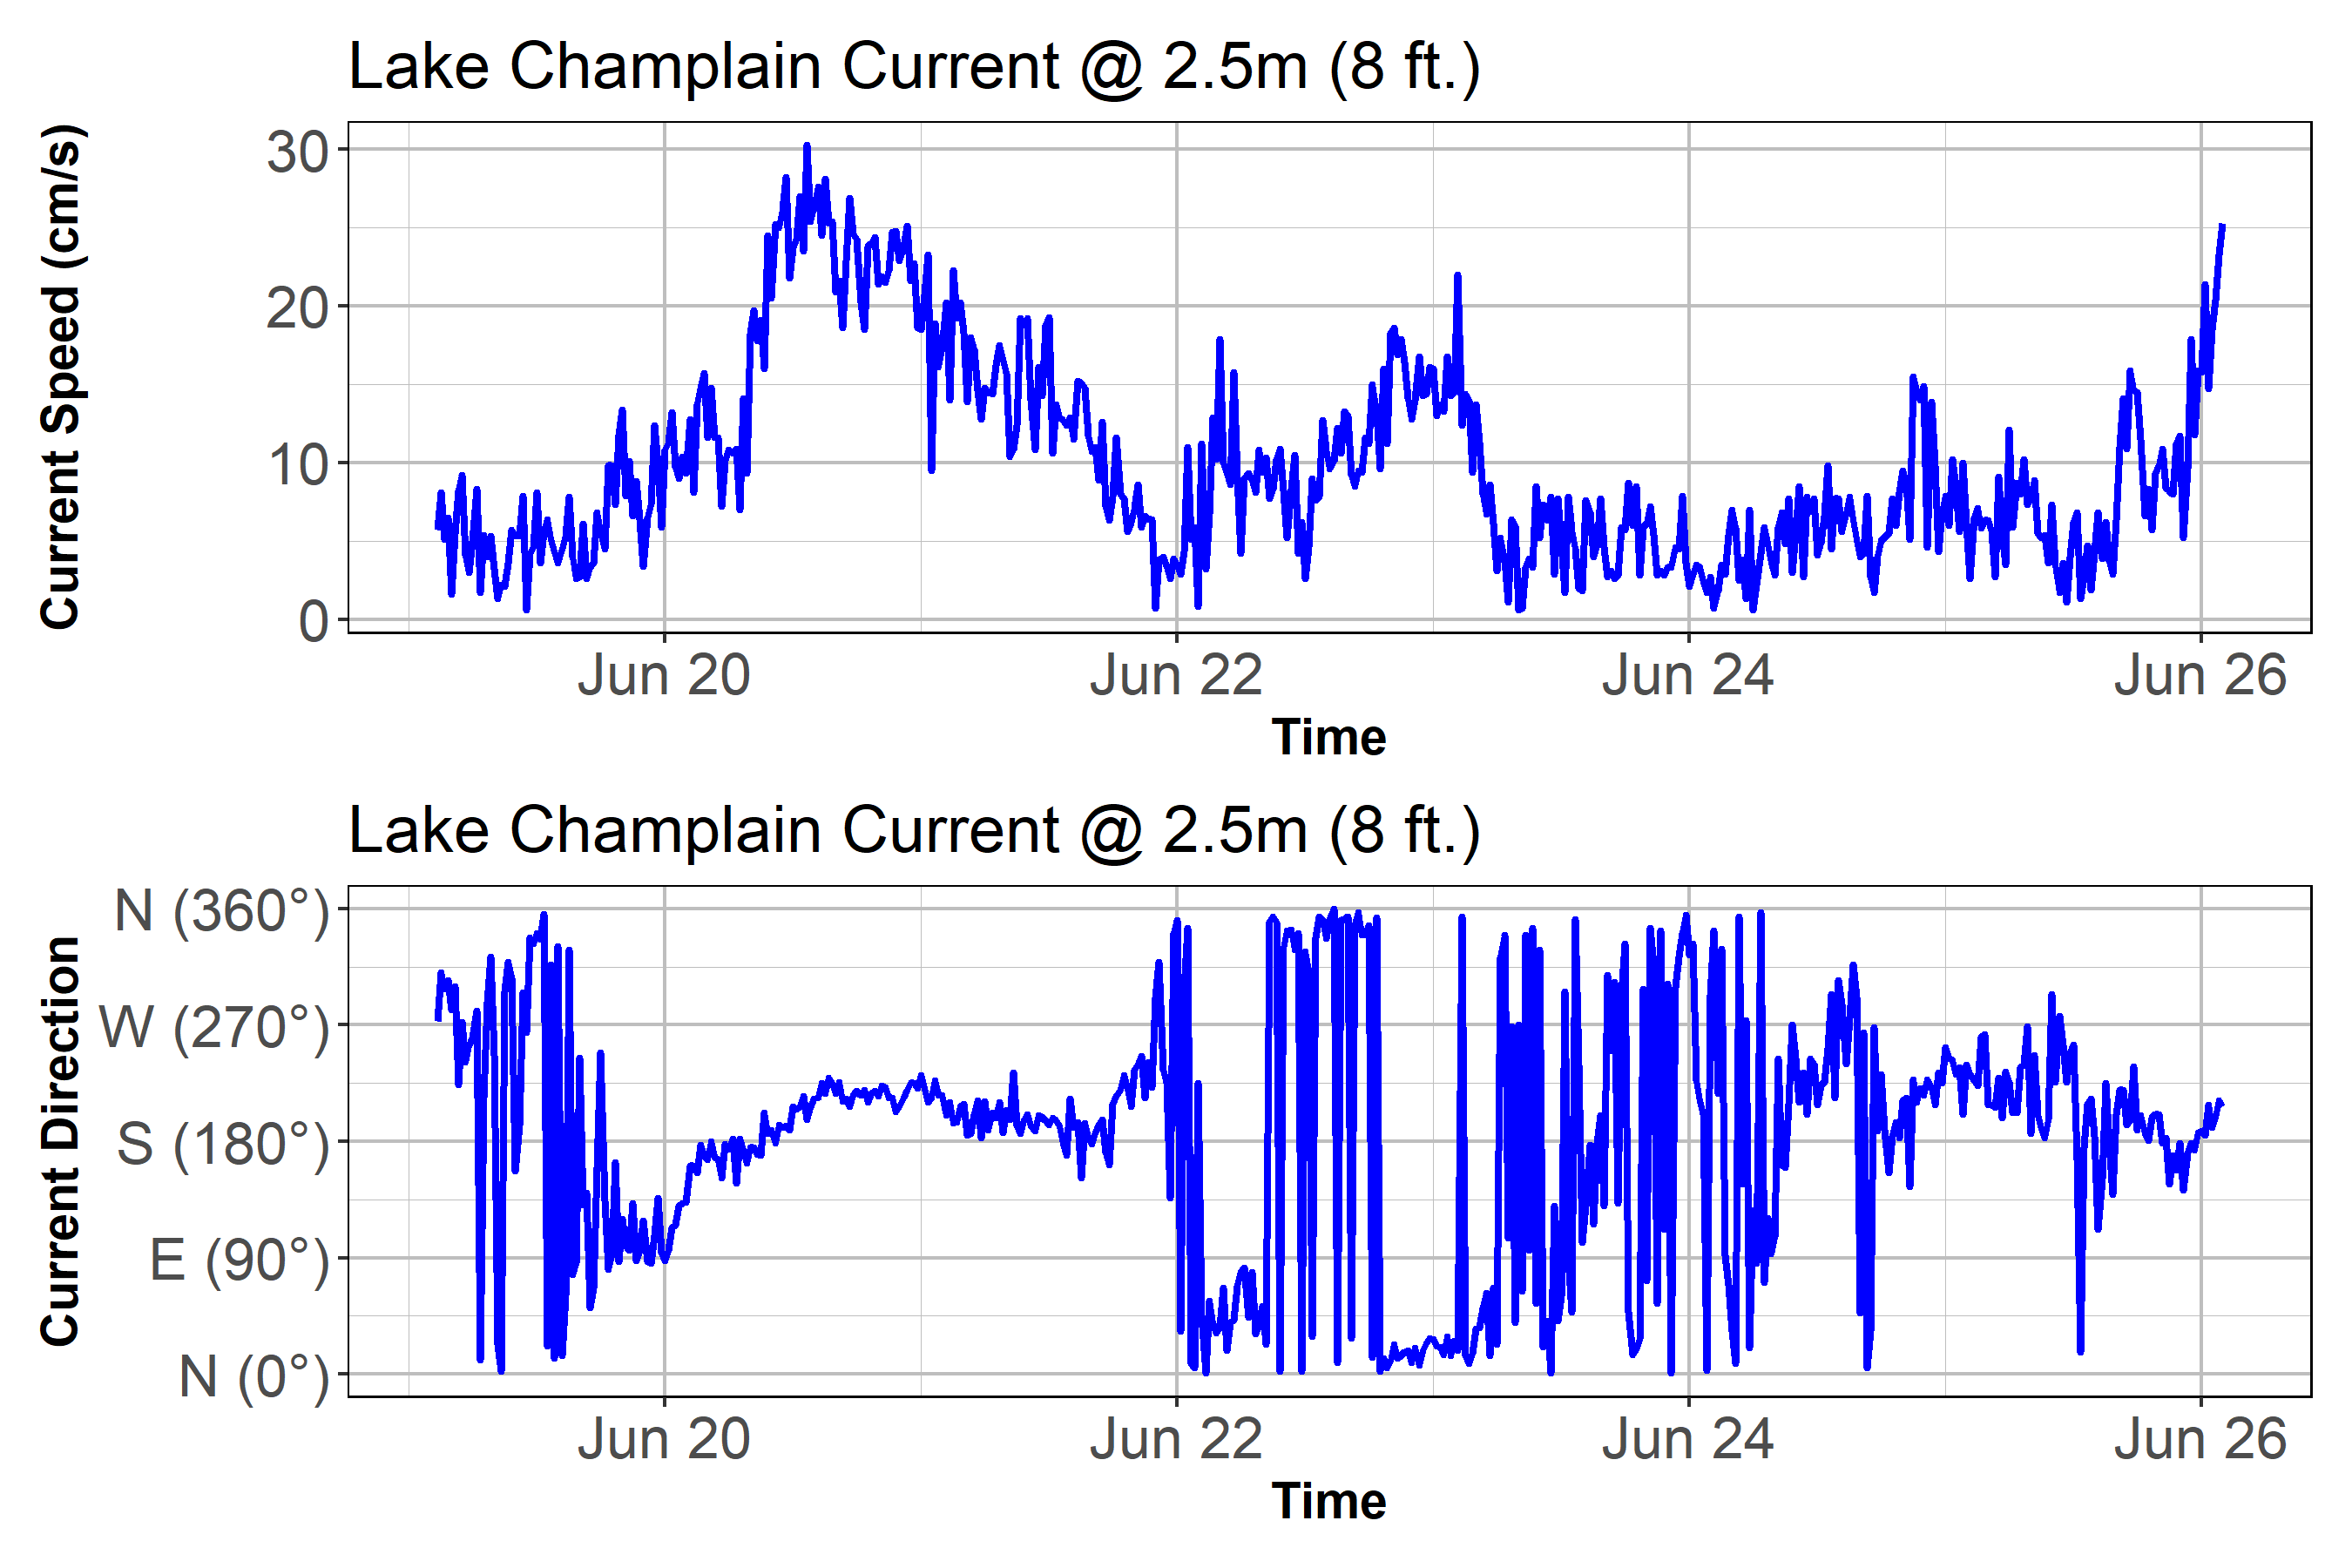 Lake Champlain Current @ 2.5m (8 ft.)
Current Speed (cm/s)
30
20
10
0
Jun 20 Jun 22 Jun 24 Jun 26
Time
Lake Champlain Current @ 2.5m (8 ft.)
Current Direction
N (360°)
W (270°)
S (180°)
E (90°)
N (0°)
Jun 20 Jun 22 Jun 24 Jun 26
Time